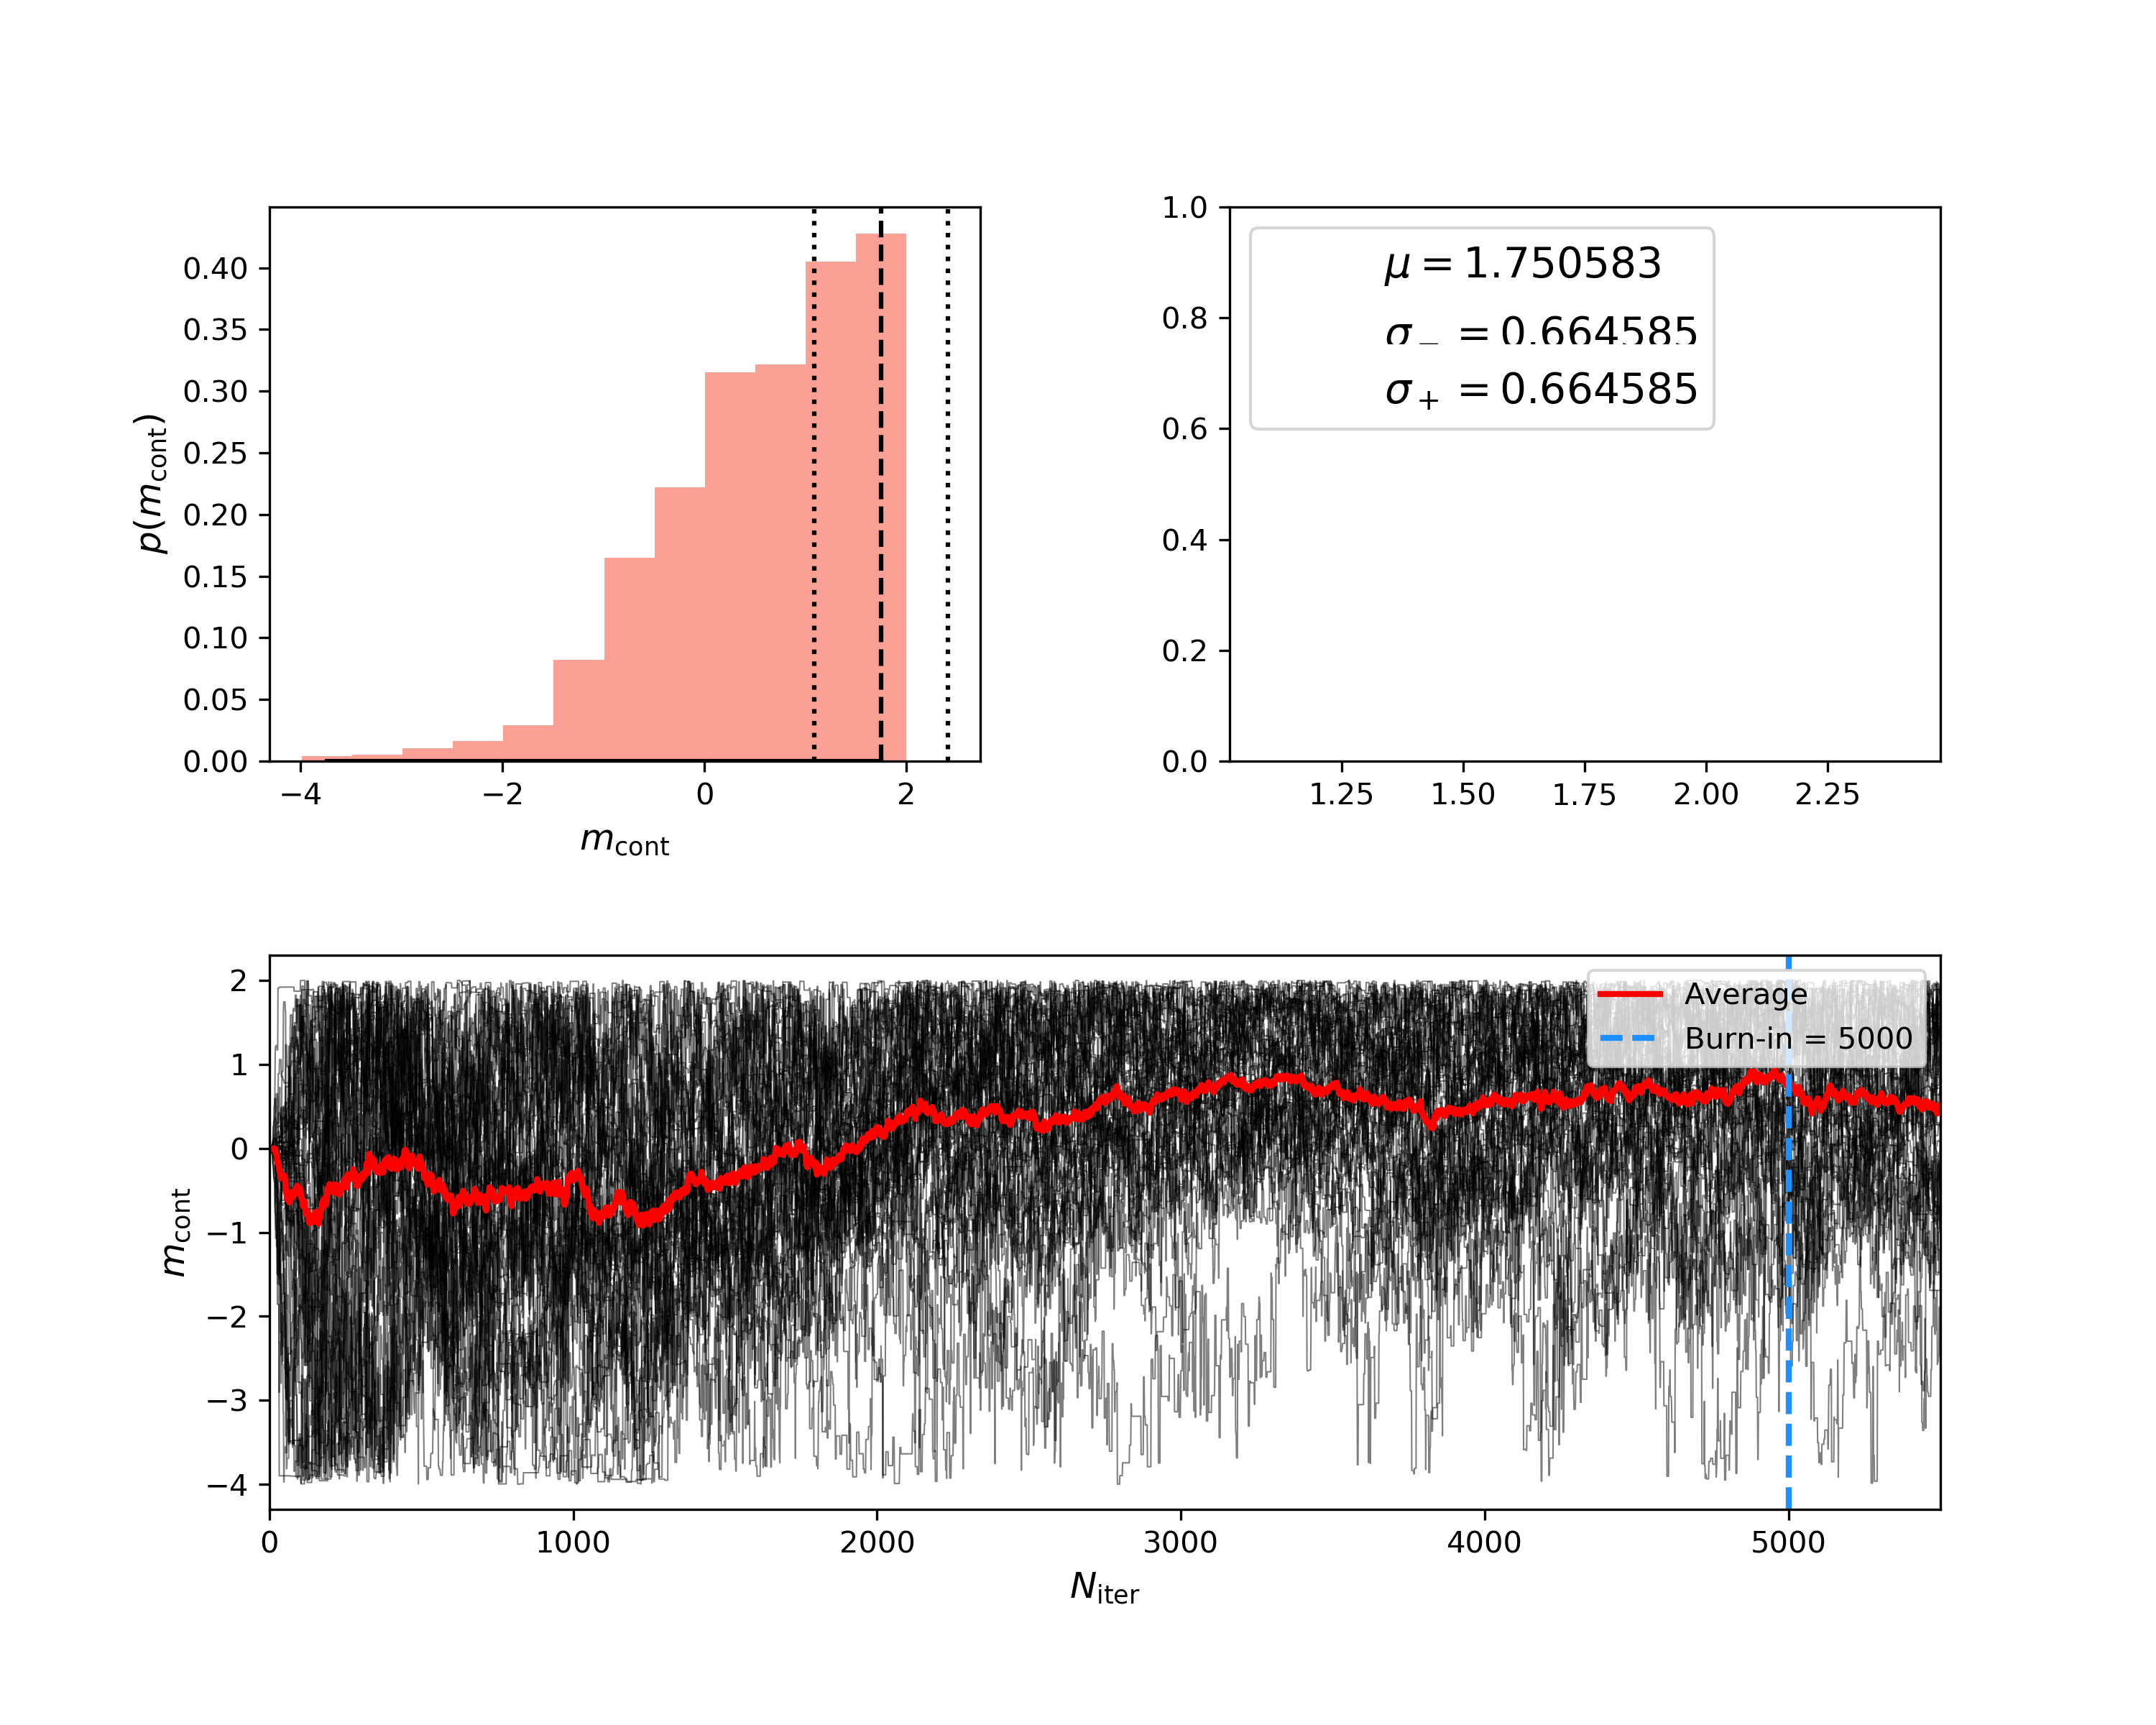 0.40
0.35
0.30
0.25
0.20
0.15
0.10
0.05
0.00
p(m_cont)
−4 −2 0 2
m_cont
1.0
0.8
0.6
0.4
0.2
0.0
μ = 1.750583
σ_− = 0.664585
σ_+ = 0.664585
1.25 1.50 1.75 2.00 2.25
2
1
0
−1
−2
−3
−4
m_cont
Average
Burn-in = 5000
0 1000 2000 3000 4000 5000
N_iter